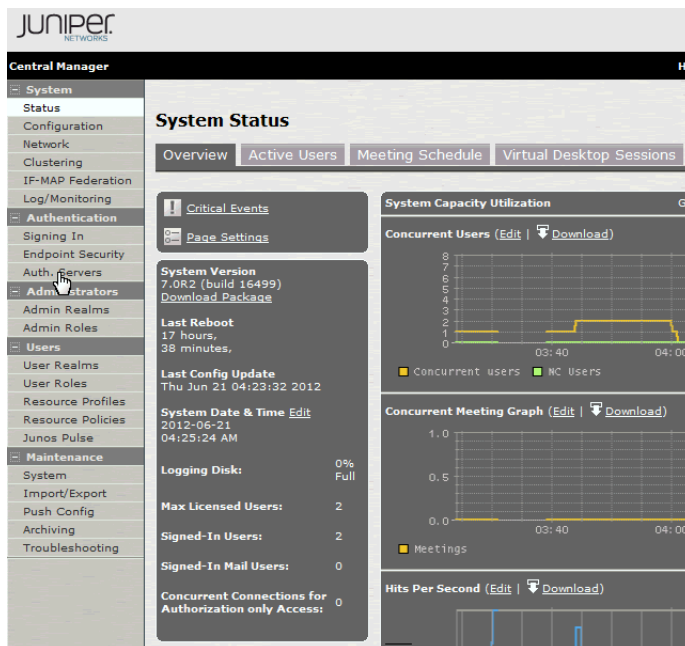 JUNIPER
NETWORKS
Central Manager
System
Status
Configuration
Network
Clustering
IF-MAP Federation
Log/Monitoring
Authentication
Signing In
Endpoint Security
Auth. Servers
Administrators
Admin Realms
Admin Roles
Users
User Realms
User Roles
Resource Profiles
Resource Policies
Junos Pulse
Maintenance
System
Import/Export
Push Config
Archiving
Troubleshooting
System Status
Overview Active Users Meeting Schedule Virtual Desktop Sessions
Critical Events
Page Settings
System Version
7.0R2 (build 16499)
Download Package
Last Reboot
17 hours,
38 minutes,
Last Config Update
Thu Jun 21 04:23:32 2012
System Date & Time Edit
2012-06-21
04:25:24 AM
Logging Disk: 0% Full
Max Licensed Users: 2
Signed-In Users: 2
Signed-In Mail Users: 0
Concurrent Connections for
Authorization only Access: 0
System Capacity Utilization
Concurrent Users (Edit | Download)
8
7
6
5
4
3
2
1
0
03:40 04:00
Concurrent users NC Users
Concurrent Meeting Graph (Edit | Download)
1.0
0.5
0.0
03:40 04:00
Meetings
Hits Per Second (Edit | Download)